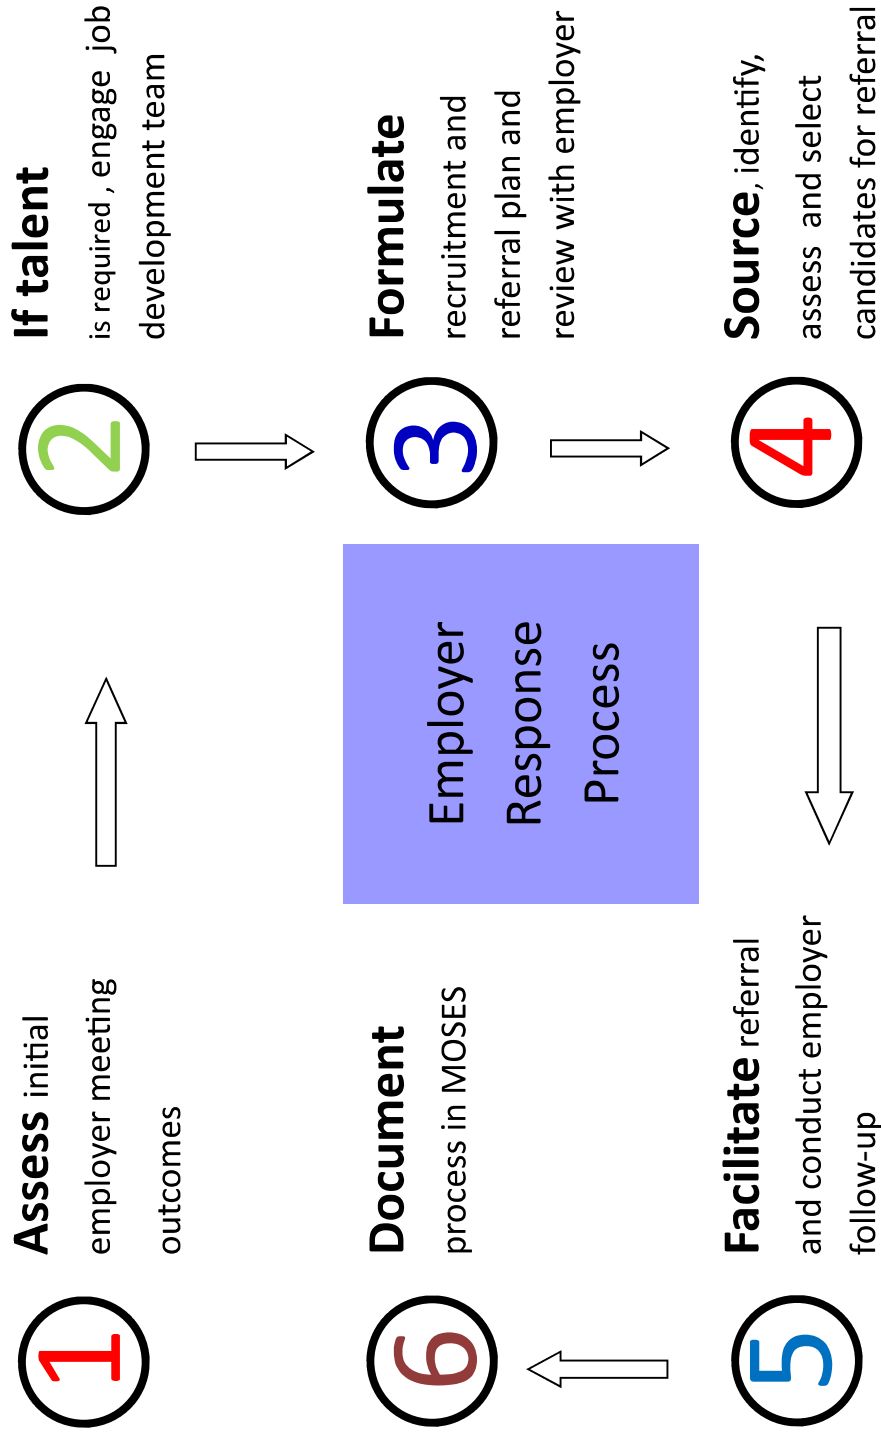 1
Assess initial
employer meeting
outcomes
2
If talent
is required , engage job
development team
3
Formulate
recruitment and
referral plan and
review with employer
4
Source, identify,
assess and select
candidates for referral
5
Facilitate referral
and conduct employer
follow-up
6
Document
process in MOSES
Employer
Response
Process